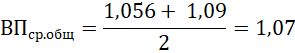 ВП_ср.общ = (1,056 + 1,09) / 2 = 1,07